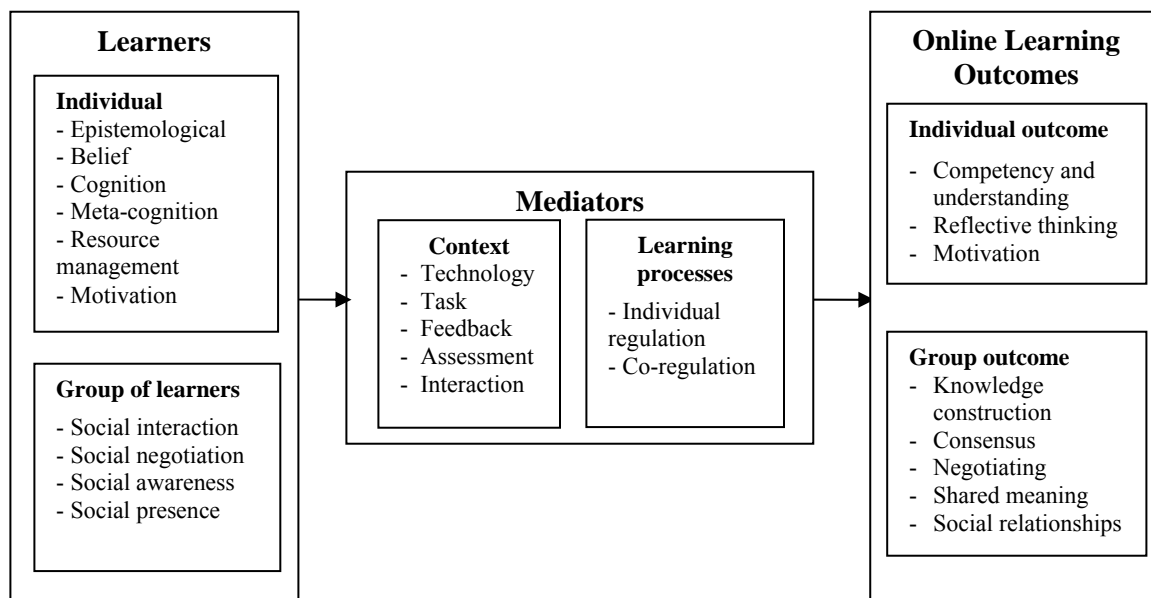 Learners
Individual
- Epistemological
- Belief
- Cognition
- Meta-cognition
- Resource
management
- Motivation
Group of learners
- Social interaction
- Social negotiation
- Social awareness
- Social presence
Mediators
Context
- Technology
- Task
- Feedback
- Assessment
- Interaction
Learning
processes
- Individual
regulation
- Co-regulation
Online Learning
Outcomes
Individual outcome
- Competency and
understanding
- Reflective thinking
- Motivation
Group outcome
- Knowledge
construction
- Consensus
- Negotiating
- Shared meaning
- Social relationships